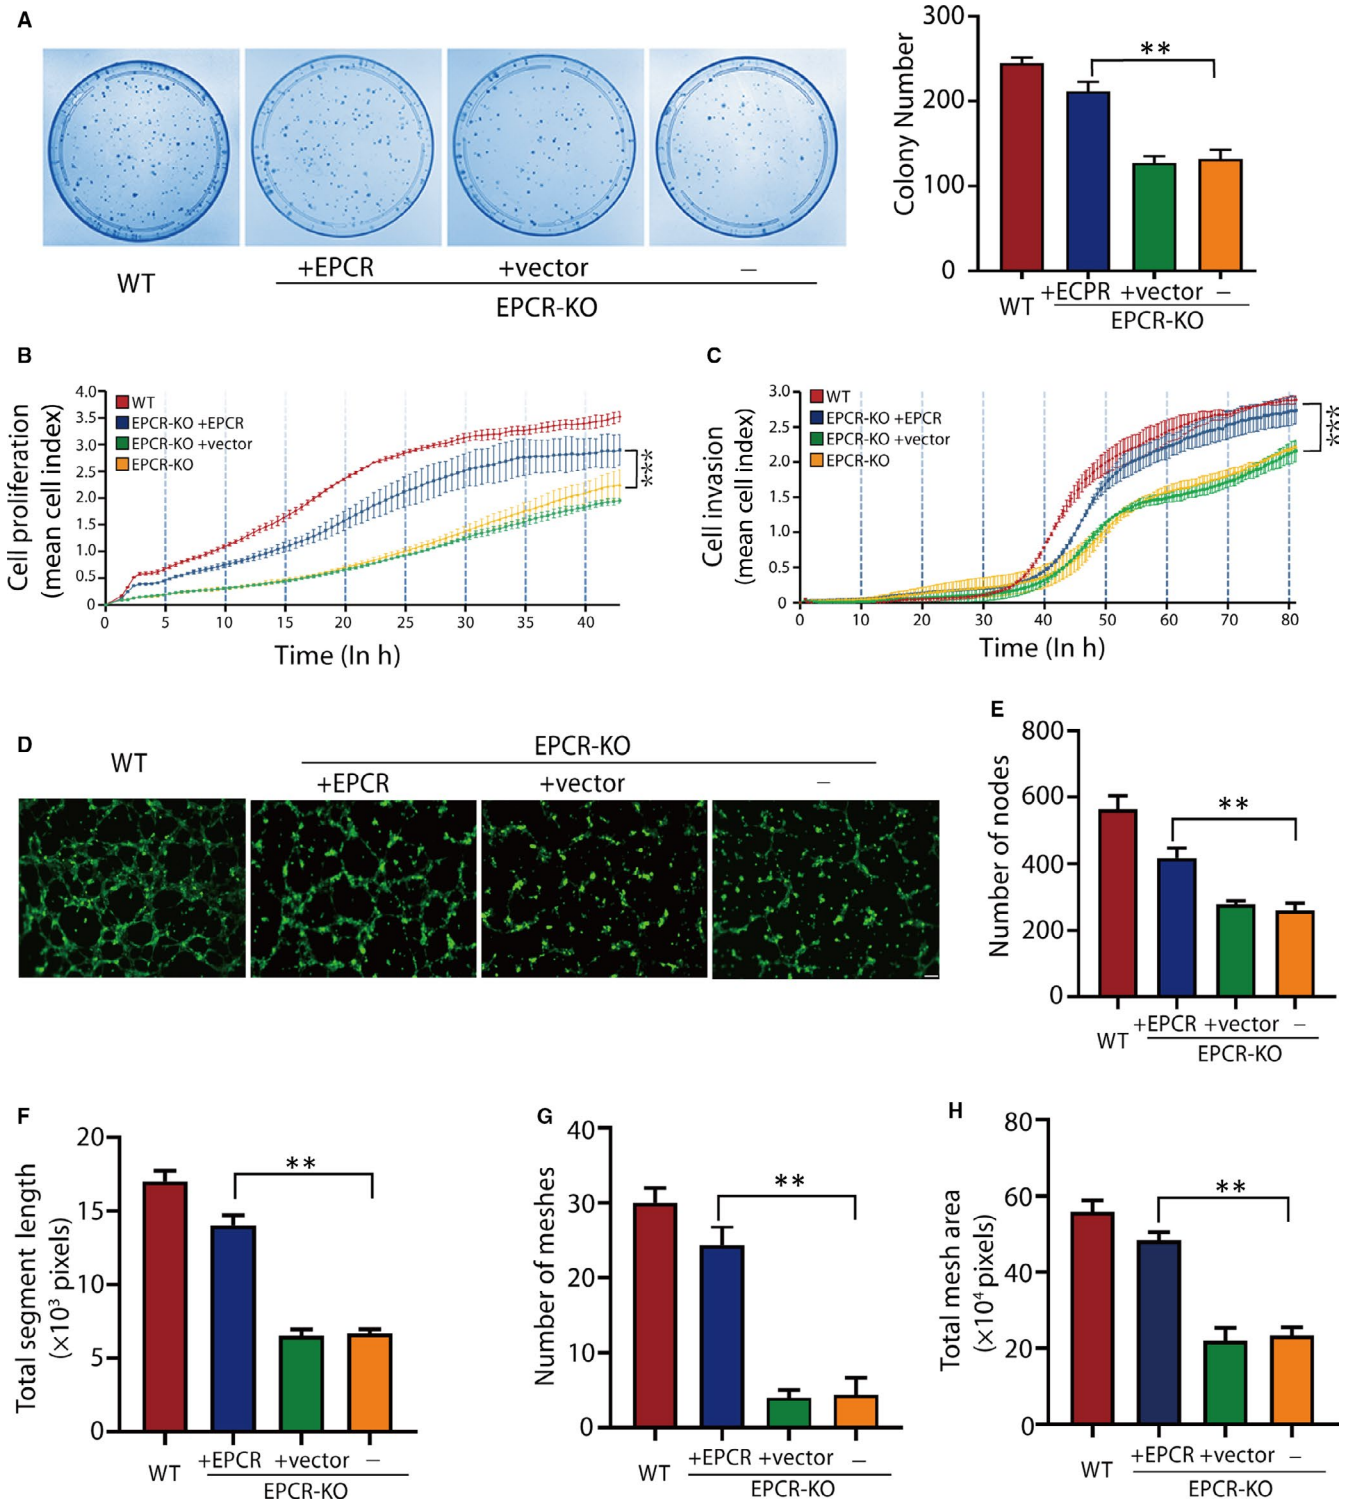 A
WT
+EPCR
+vector
–
EPCR-KO
Colony Number
300
200
100
0
**
WT
+ECPR
+vector
–
EPCR-KO
B
Cell proliferation
(mean cell index)
4.0
3.5
3.0
2.5
2.0
1.5
1.0
0.5
0
WT
EPCR-KO +EPCR
EPCR-KO +vector
EPCR-KO
***
0 5 10 15 20 25 30 35 40
Time (In h)
C
Cell invasion
(mean cell index)
3.0
2.5
2.0
1.5
1.0
0.5
0
WT
EPCR-KO +EPCR
EPCR-KO +vector
EPCR-KO
***
0 10 20 30 40 50 60 70 80
Time (In h)
D
WT
EPCR-KO
+EPCR
+vector
–
E
Number of nodes
800
600
400
200
0
**
WT
+EPCR +vector –
EPCR-KO
F
Total segment length
(×10³ pixels)
20
15
10
5
0
**
WT
+EPCR +vector –
EPCR-KO
G
Number of meshes
40
30
20
10
0
**
WT
+EPCR +vector –
EPCR-KO
H
Total mesh area
(×10⁴ pixels)
80
60
40
20
0
**
WT
+EPCR +vector –
EPCR-KO